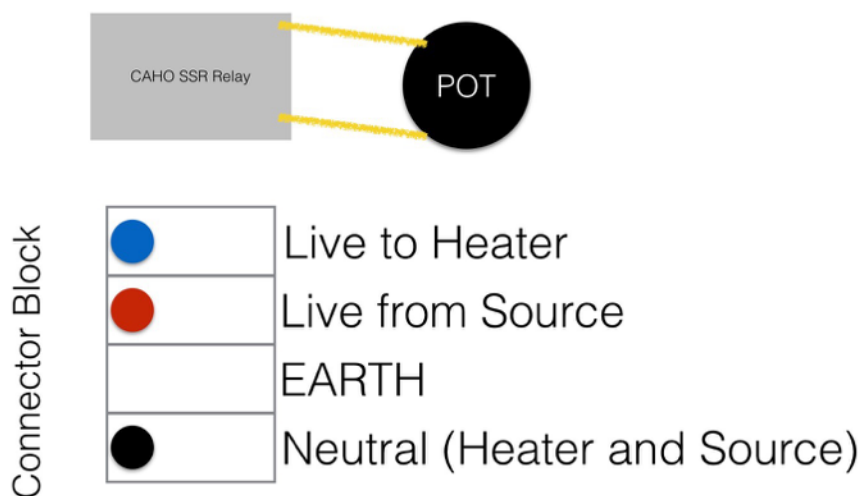 CAHO SSR Relay
POT
Connector Block
Live to Heater
Live from Source
EARTH
Neutral (Heater and Source)